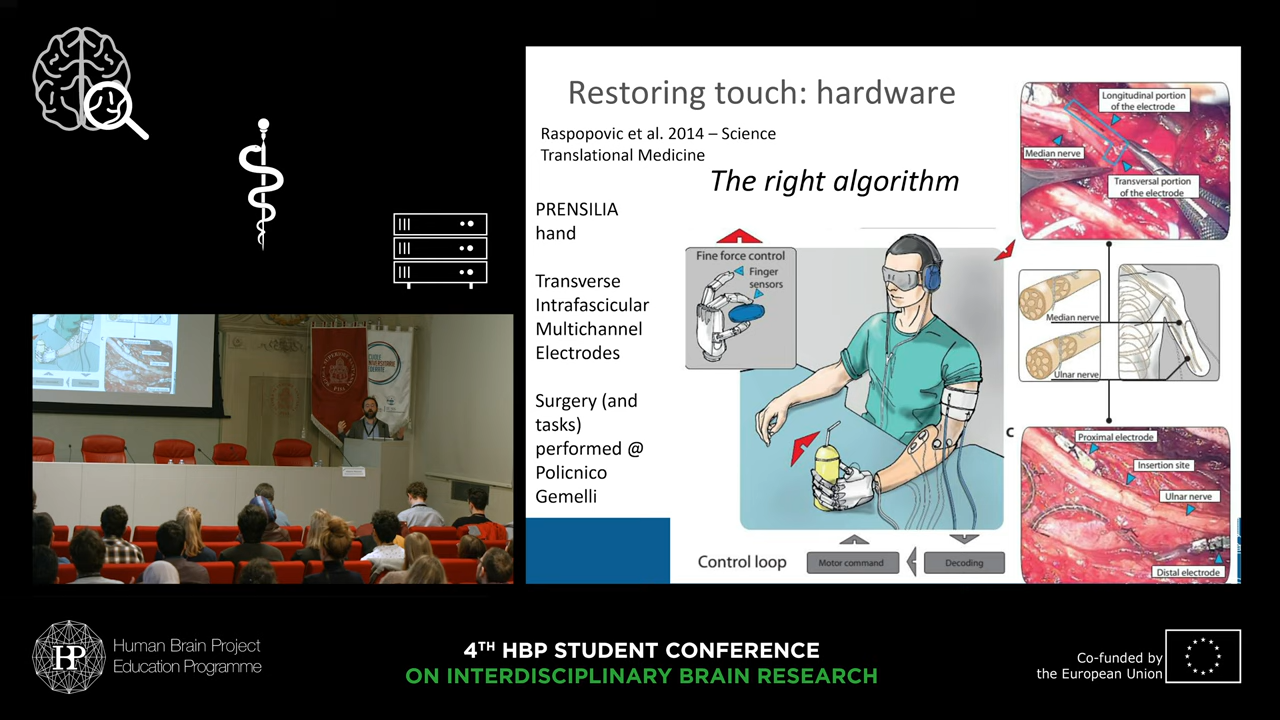 Restoring touch: hardware
Raspopovic et al. 2014 – Science
Translational Medicine
The right algorithm
PRENSILIA
hand
Transverse
Intrafascicular
Multichannel
Electrodes
Surgery (and
tasks)
performed @
Policnico
Gemelli
Fine force control
Finger
sensors
Control loop
Motor command
Decoding
Longitudinal portion
of the electrode
Median nerve
Transversal portion
of the electrode
Median nerve
Ulnar nerve
C
Proximal electrode
Insertion site
Ulnar nerve
Distal electrode
HBP
Human Brain Project
Education Programme
4TH HBP STUDENT CONFERENCE
ON INTERDISCIPLINARY BRAIN RESEARCH
Co-funded by
the European Union